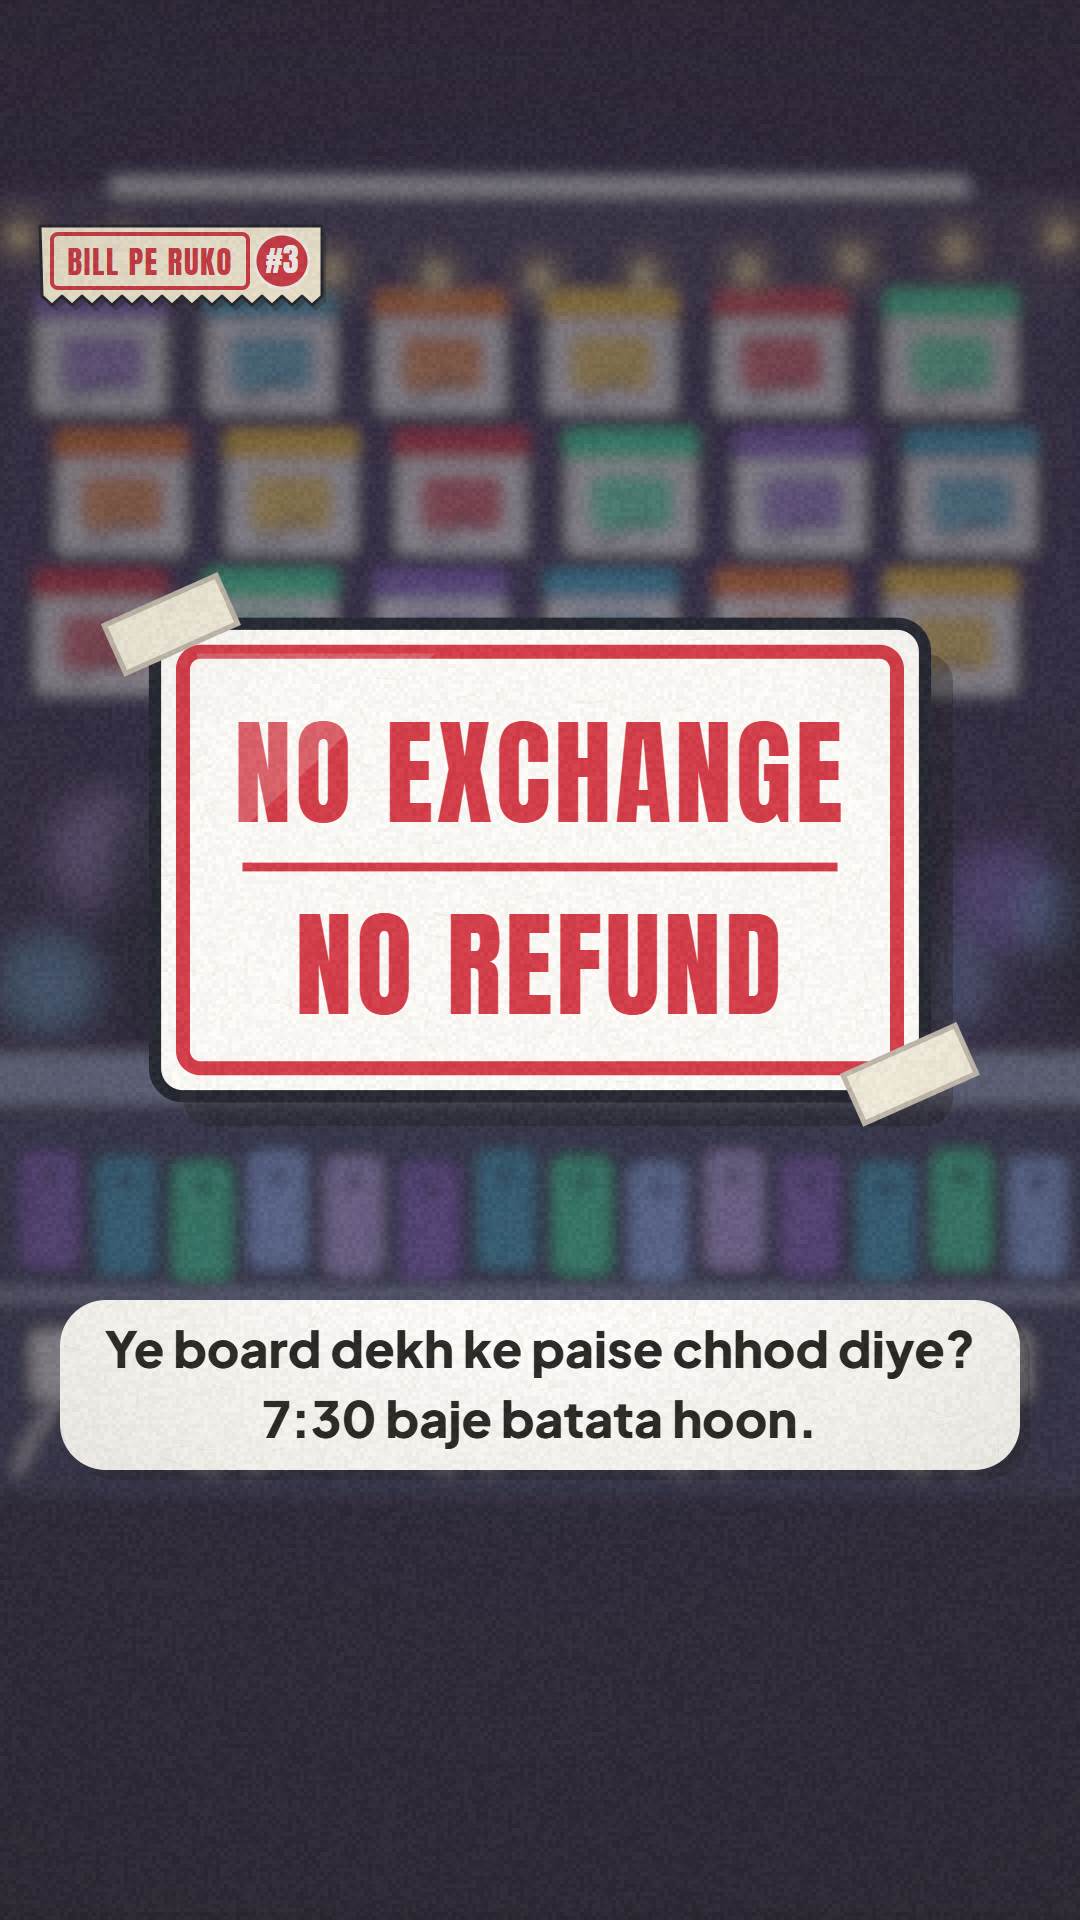 BILL PE RUKO #3
NO EXCHANGE
NO REFUND
Ye board dekh ke paise chhod diye?
7:30 baje batata hoon.